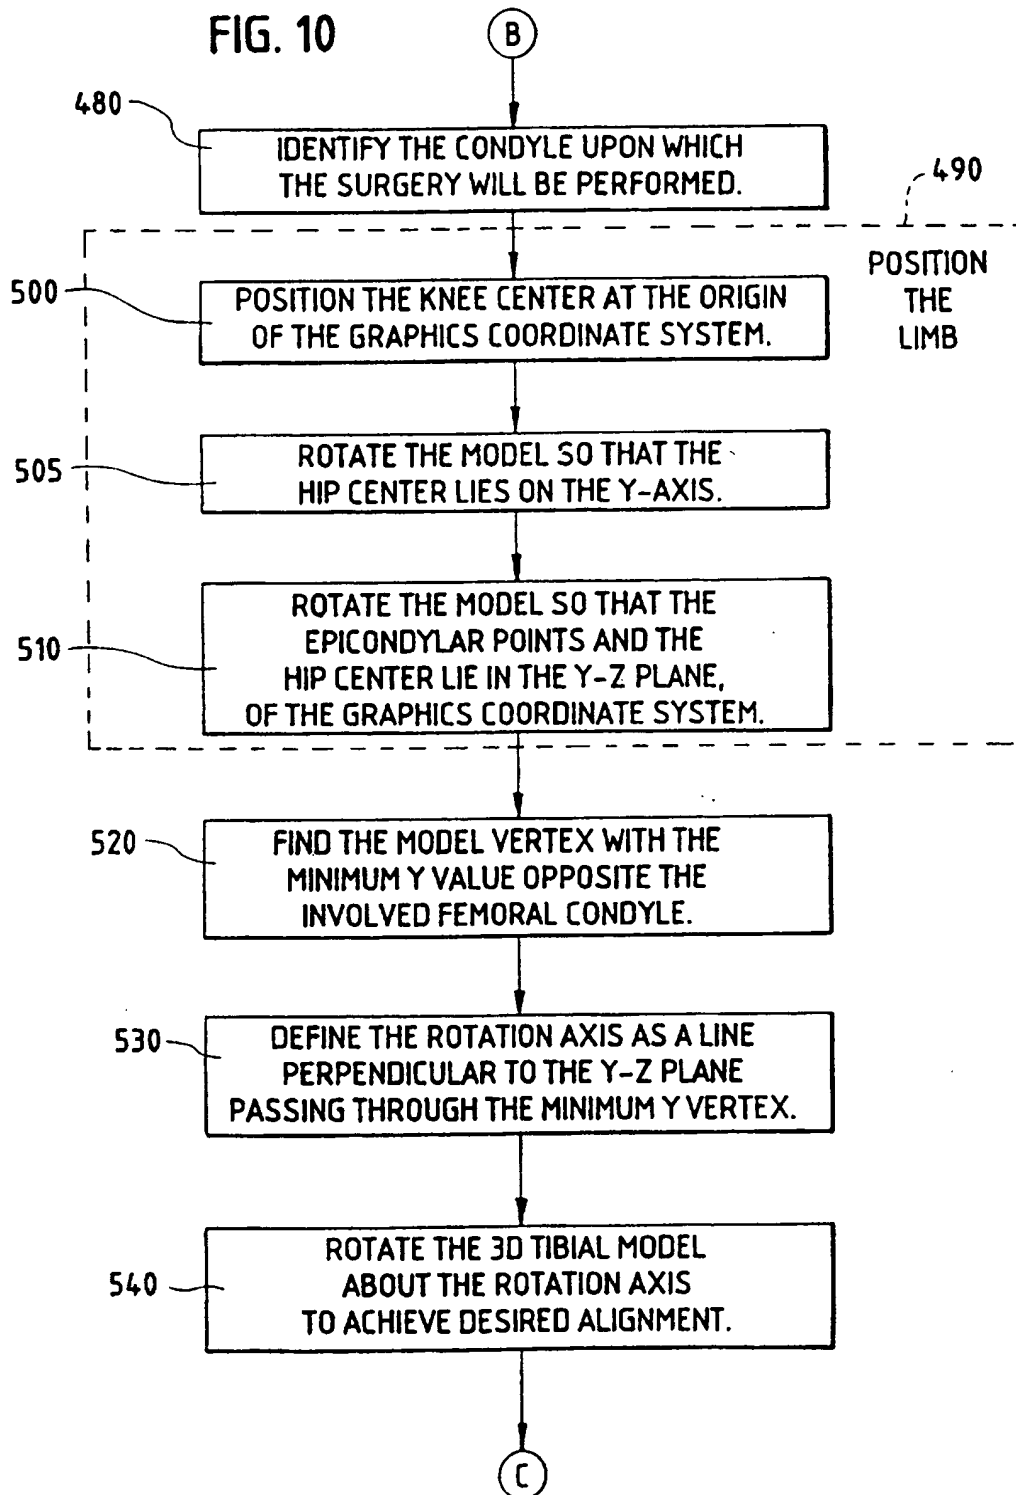 FIG. 10
B
480
IDENTIFY THE CONDYLE UPON WHICH
THE SURGERY WILL BE PERFORMED.
490
POSITION
THE
LIMB
500
POSITION THE KNEE CENTER AT THE ORIGIN
OF THE GRAPHICS COORDINATE SYSTEM.
505
ROTATE THE MODEL SO THAT THE
HIP CENTER LIES ON THE Y-AXIS.
510
ROTATE THE MODEL SO THAT THE
EPICONDYLAR POINTS AND THE
HIP CENTER LIE IN THE Y-Z PLANE,
OF THE GRAPHICS COORDINATE SYSTEM.
520
FIND THE MODEL VERTEX WITH THE
MINIMUM Y VALUE OPPOSITE THE
INVOLVED FEMORAL CONDYLE.
530
DEFINE THE ROTATION AXIS AS A LINE
PERPENDICULAR TO THE Y-Z PLANE
PASSING THROUGH THE MINIMUM Y VERTEX.
540
ROTATE THE 3D TIBIAL MODEL
ABOUT THE ROTATION AXIS
TO ACHIEVE DESIRED ALIGNMENT.
C